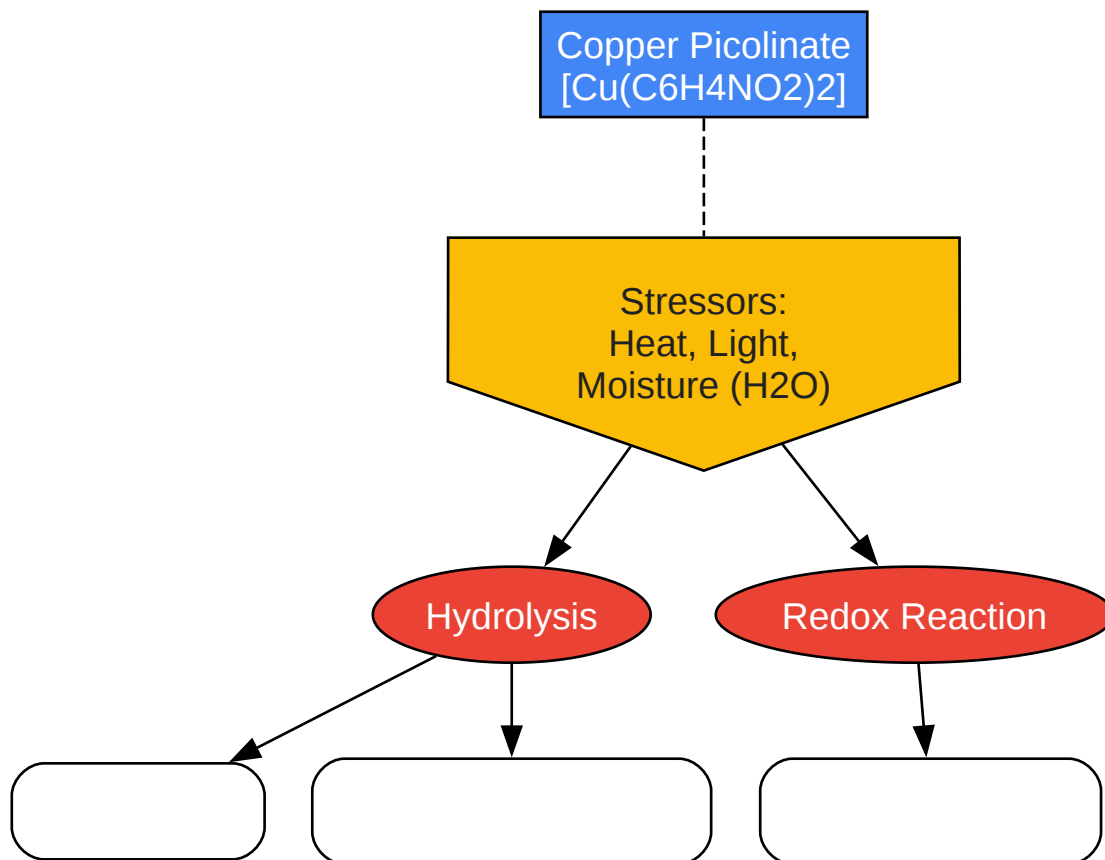 Copper Picolinate
[Cu(C6H4NO2)2]
Stressors:
Heat, Light,
Moisture (H2O)
Hydrolysis
Redox Reaction